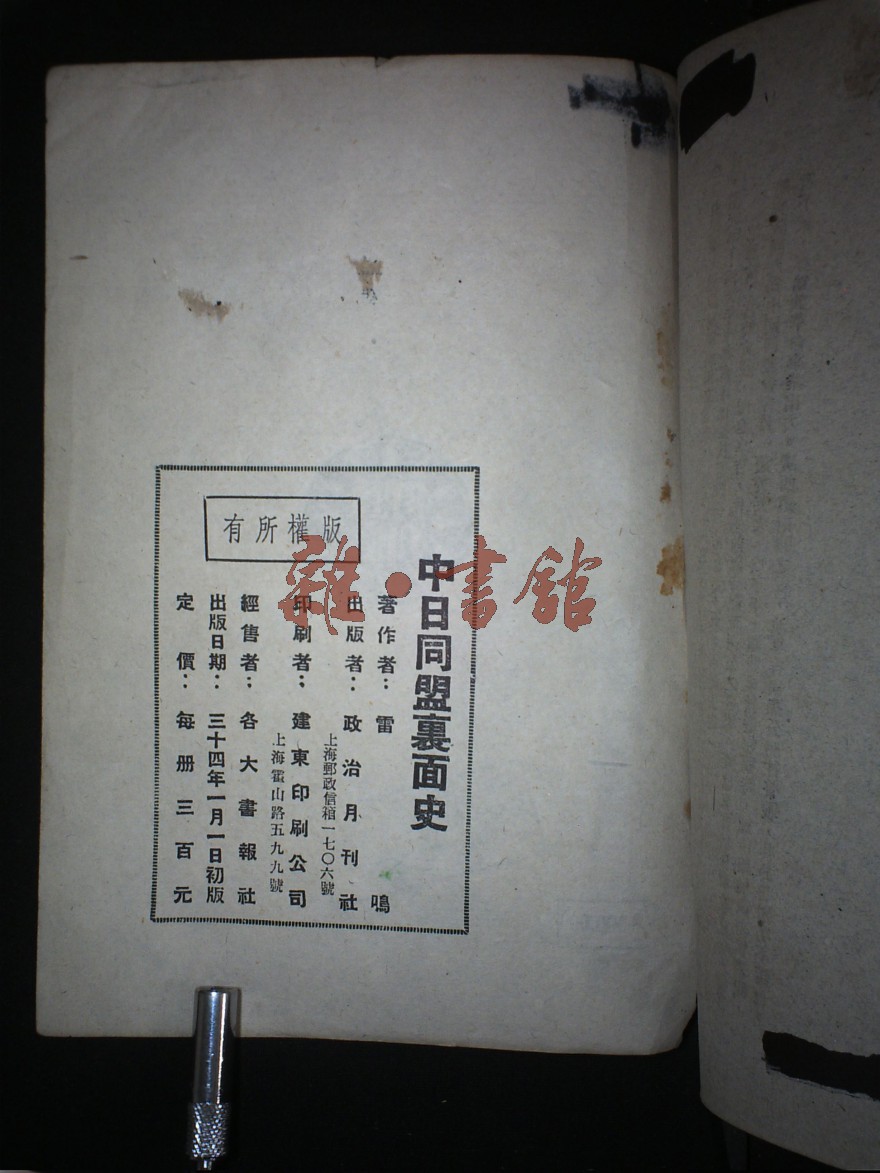 中日同盟裏面史
著作者：雷　鳴
出版者：政治月刊社
上海郵政信箱一七〇六號
印刷者：建東印刷公司
上海霍山路五九九號
經售者：各大書報社
出版日期：三十四年一月一日初版
定價：每册三百元
有所權版
雜·書舘